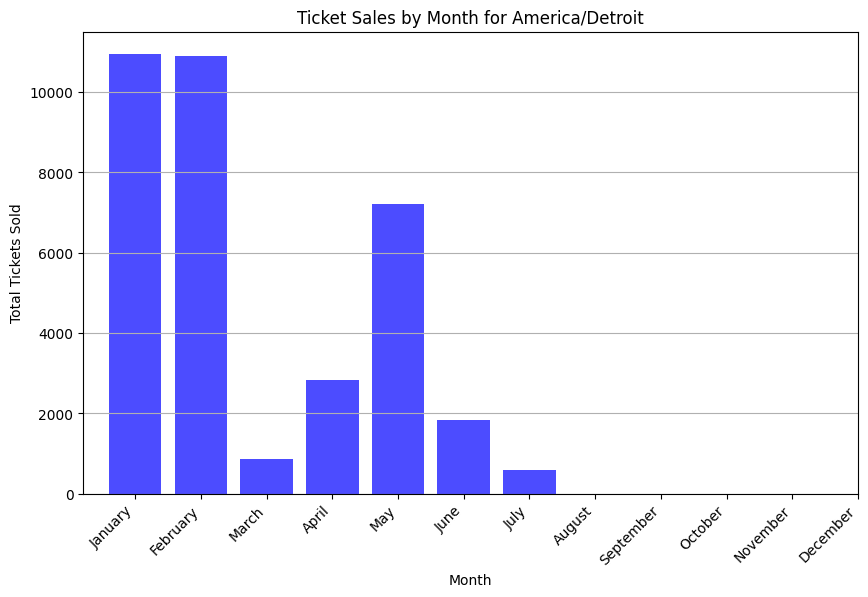 Ticket Sales by Month for America/Detroit
Total Tickets Sold
10000
8000
6000
4000
2000
0
January
February
March
April
May
June
July
August
September
October
November
December
Month